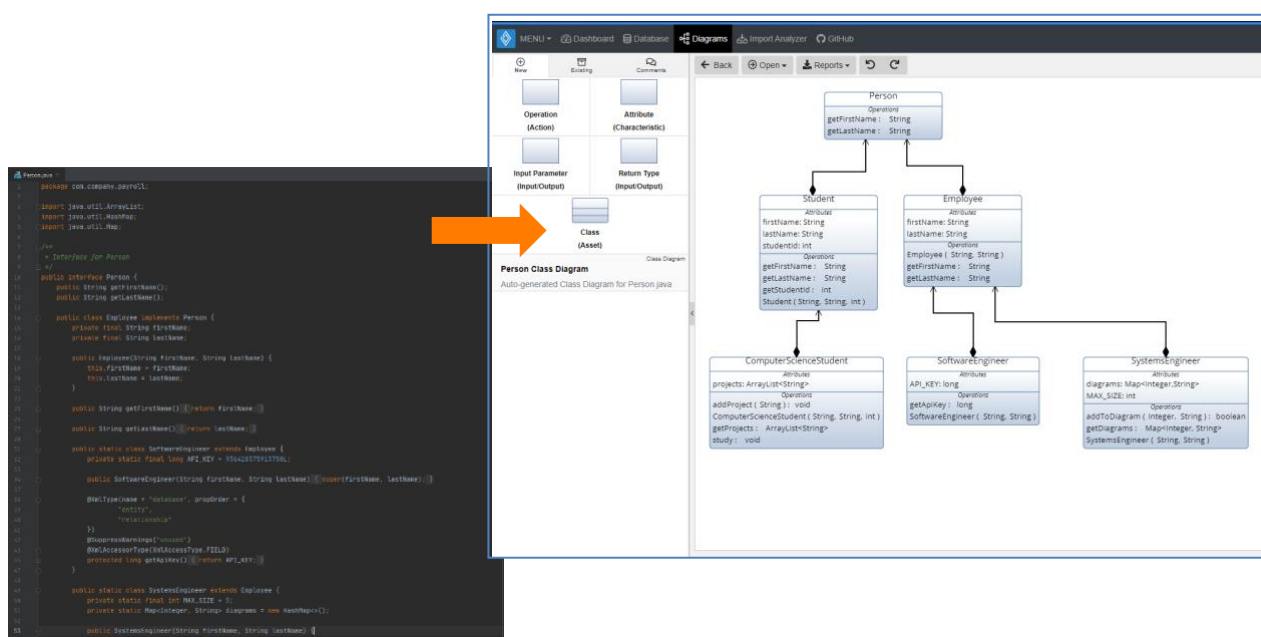 MENU Dashboard Database Diagrams Import Analyzer GitHub
New Existing Comments
Back Open Reports
Operation
(Action)
Attribute
(Characteristic)
Input Parameter
(Input/Output)
Return Type
(Input/Output)
Class
(Asset)
Class Diagram
Person Class Diagram
Auto-generated Class Diagram for Person.java
Person
Operations
getFirstName : String
getLastName : String
Student
Attributes
firstName: String
lastName: String
studentid: int
Operations
getFirstName : String
getLastName : String
getStudentid : int
Student ( String, String, int )
Employee
Attributes
firstName: String
lastName: String
Operations
Employee ( String, String )
getFirstName : String
getLastName : String
ComputerScienceStudent
Attributes
projects: ArrayList<String>
Operations
addProject ( String ) : void
ComputerScienceStudent ( String, String, int )
getProjects : ArrayList<String>
study : void
SoftwareEngineer
Attributes
API_KEY: long
Operations
getApiKey : long
SoftwareEngineer ( String, String )
SystemsEngineer
Attributes
diagrams: Map<Integer,String>
MAX_SIZE: int
Operations
addToDiagram ( Integer, String ) : boolean
getDiagrams : Map<Integer, String>
SystemsEngineer ( String, String )
Person.java
package com.company.payroll;
import java.util.ArrayList;
import java.util.HashMap;
import java.util.Map;
/**
* Interface for Person
*/
public interface Person {
public String getFirstName();
public String getLastName();
public class Employee implements Person {
private final String firstName;
private final String lastName;
public Employee(String firstName, String lastName) {
this.firstName = firstName;
this.lastName = lastName;
}
public String getFirstName() { return firstName; }
public String getLastName() { return lastName; }
public static class SoftwareEngineer extends Employee {
private static final long API_KEY =
public SoftwareEngineer(String firstName, String lastName) { super(firstName, lastName); }
@XmlType(name = "database", propOrder = {
"entity",
"relationship"
})
@SuppressWarnings("unused")
@XmlAccessorType(XmlAccessType.FIELD)
protected long getApiKey() { return API_KEY; }
}
public static class SystemsEngineer extends Employee {
private static final int MAX_SIZE = 5;
private static Map<Integer, String> diagrams = new HashMap<>();
53 public SystemsEngineer(String firstName, String lastName) {